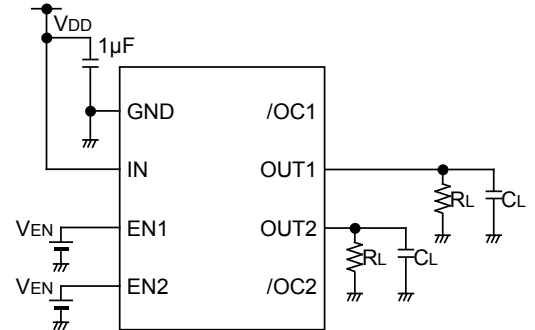 VDD
1µF
GND /OC1
IN OUT1
RL CL
VEN EN1 OUT2
RL CL
VEN EN2 /OC2